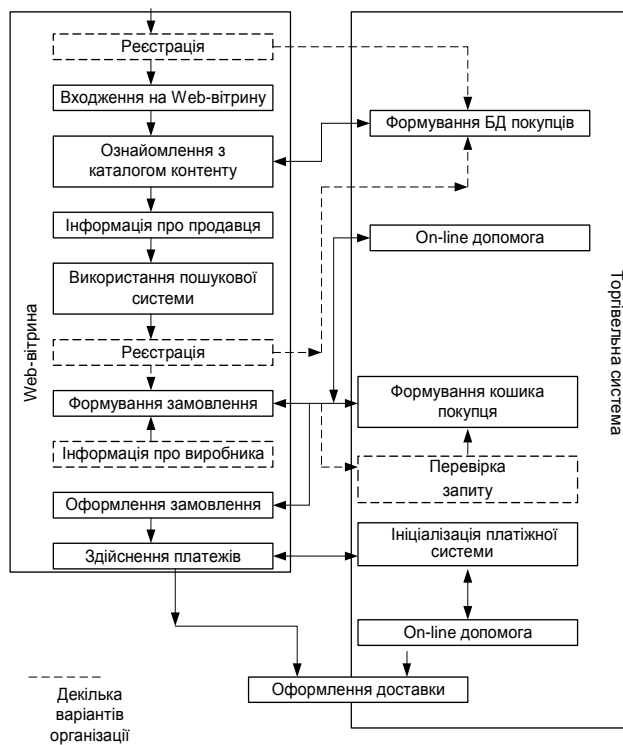 Реєстрація
Входження на Web-вітрину
Ознайомлення з
каталогом контенту
Інформація про продавця
Використання пошукової
системи
Реєстрація
Формування замовлення
Інформація про виробника
Оформлення замовлення
Здійснення платежів
Web-вітрина
Формування БД покупців
On-line допомога
Формування кошика
покупця
Перевірка
запиту
Ініціалізація платіжної
системи
On-line допомога
Торгівельна система
Оформлення доставки
Декілька
варіантів
організації